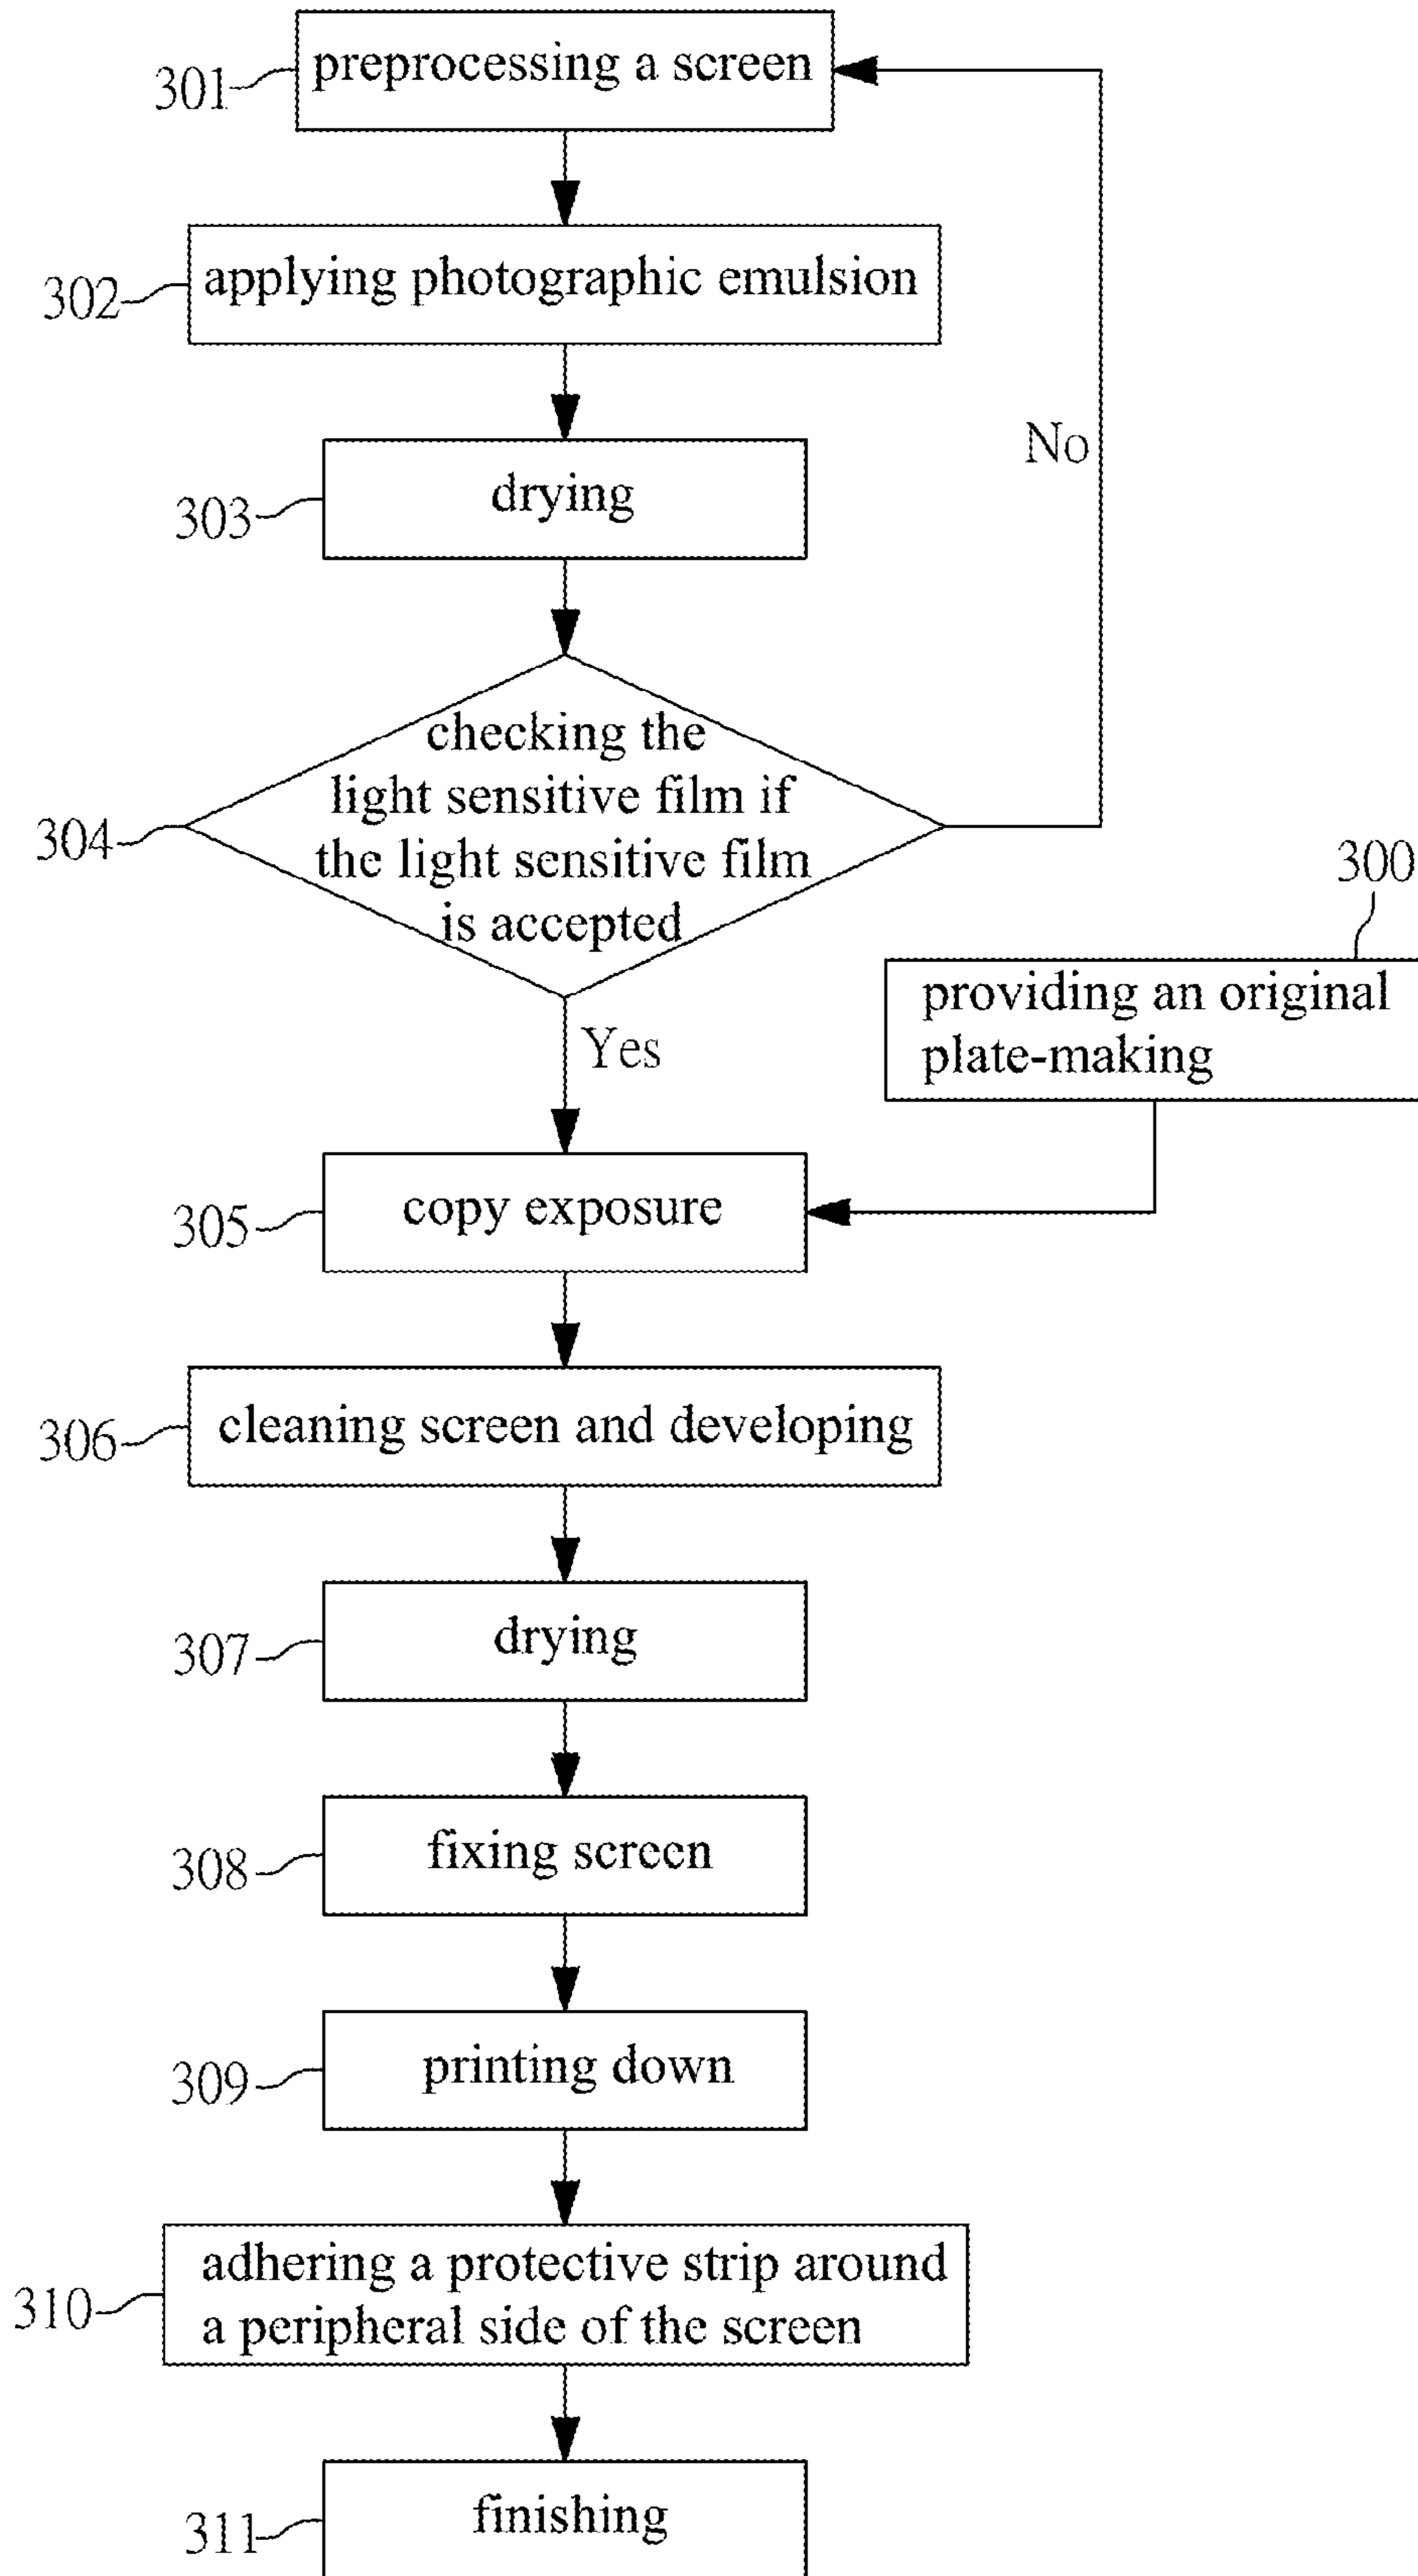 301
preprocessing a screen
302
applying photographic emulsion
303
drying
No
304
checking the
light sensitive film if
the light sensitive film
is accepted
300
providing an original
plate-making
Yes
305
copy exposure
306
cleaning screen and developing
307
drying
308
fixing screen
309
printing down
310
adhering a protective strip around
a peripheral side of the screen
311
finishing